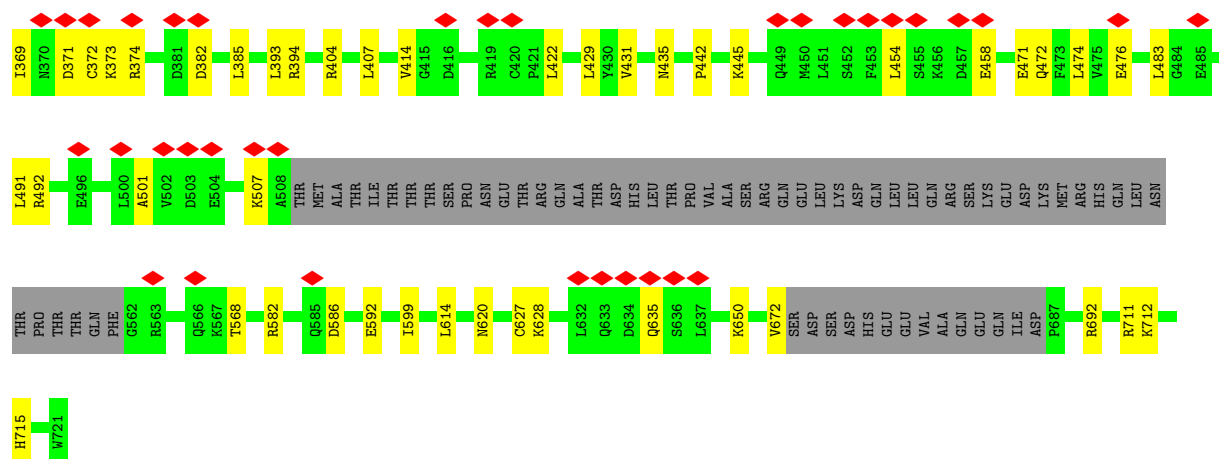 I369 N370 D371 C372 K373 R374 D381 D382 L385 L393 R394 R404 L407 V414 G415 D416 R419 C420 P421 L422 L429 Y430 V431 N435 P442 K445 Q449 M450 L451 S452 F453 L454 S455 K456 D457 E458 E471 Q472 F473 L474 V475 E476 L483 G484 E485
L491 R492 E496 L500 A501 V502 D503 E504 K507 A508 THR MET ALA THR ILE THR THR THR SER PRO ASN GLU THR ARG GLN ALA THR ASP HIS LEU THR PRO VAL ALA SER ARG GLN GLU LEU LYS ASP GLN LEU LEU GLN ARG SER LYS GLU ASP LYS MET ARG HIS GLN LEU ASN
THR PRO THR THR GLN PHE G562 R563 Q566 K567 T568 R582 Q585 D586 E592 I599 L614 N620 C627 K628 L632 Q633 D634 Q635 S636 L637 K650 V672 SER ASP SER ASP HIS GLU GLU VAL ALA GLN GLU GLN ILE ASP P687 R692 R711 K712
H715 W721